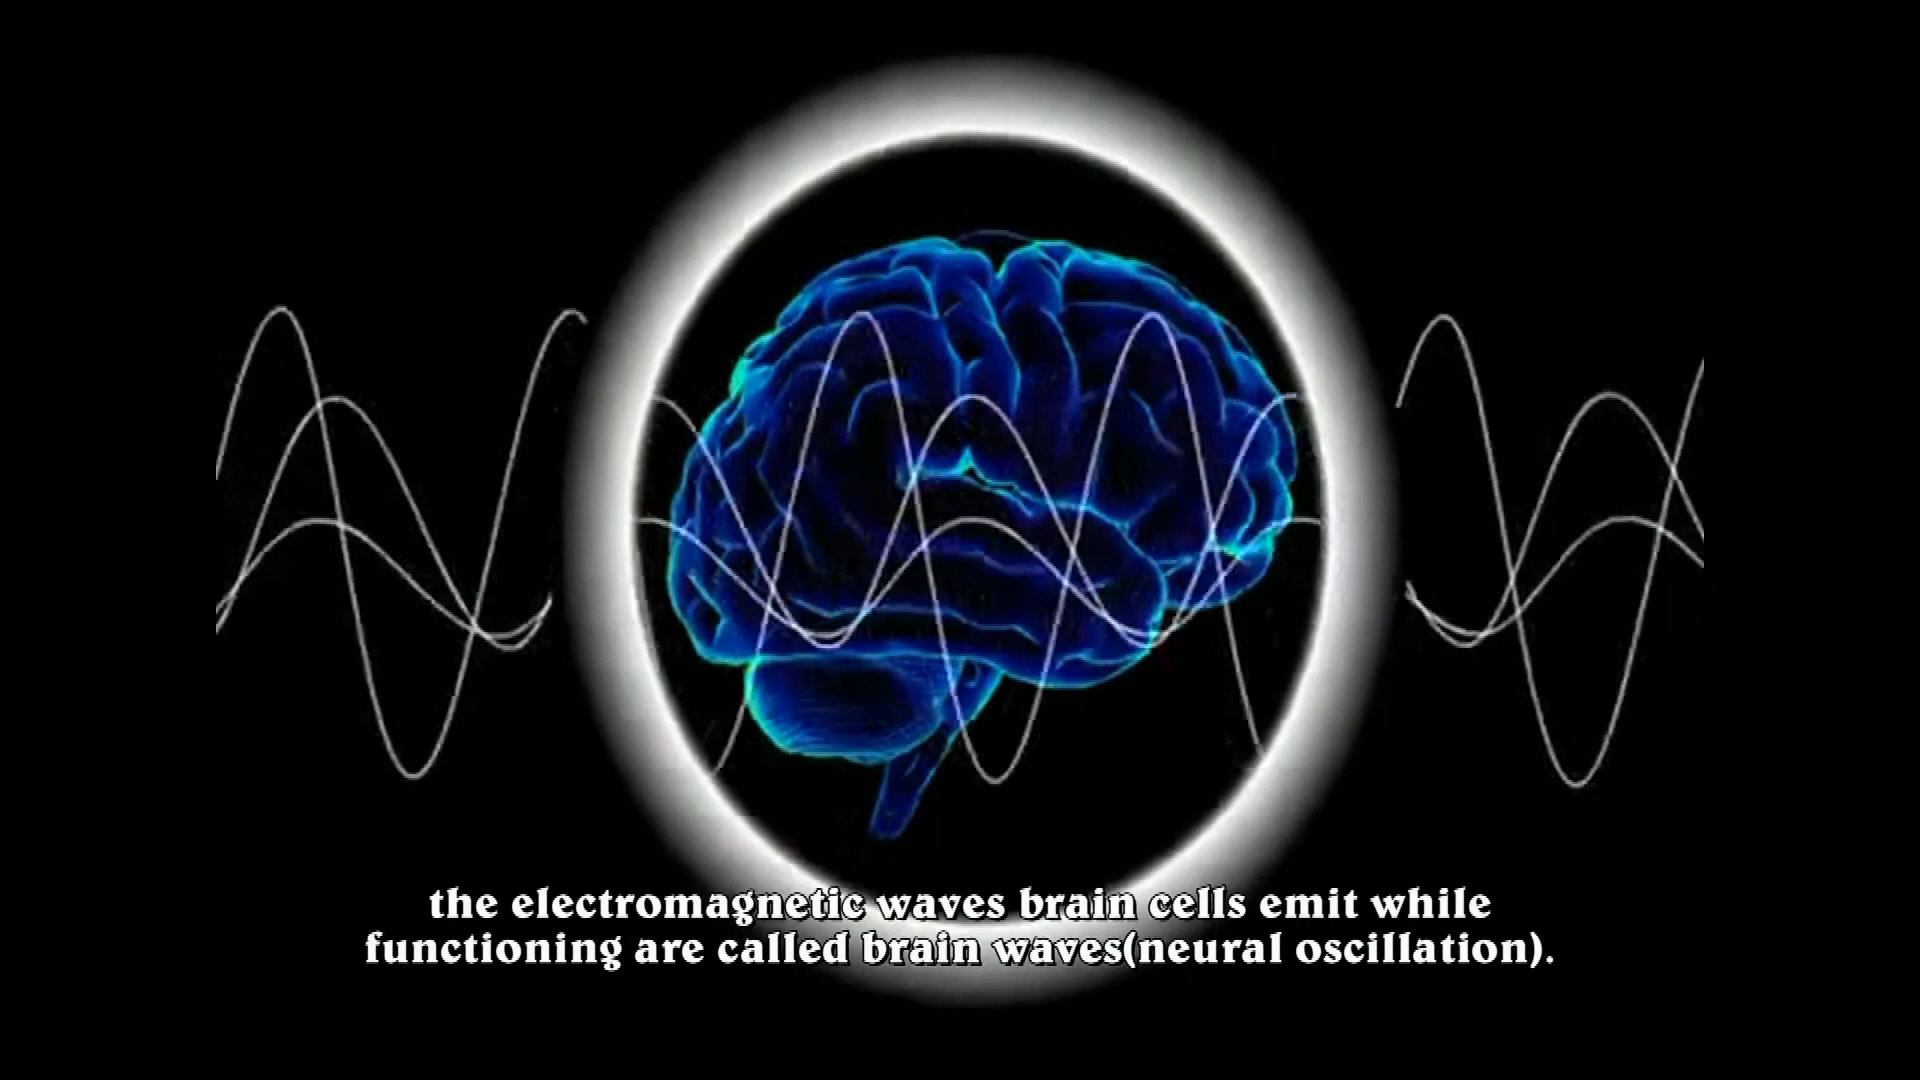 the electromagnetic waves brain cells emit while
functioning are called brain waves(neural oscillation).